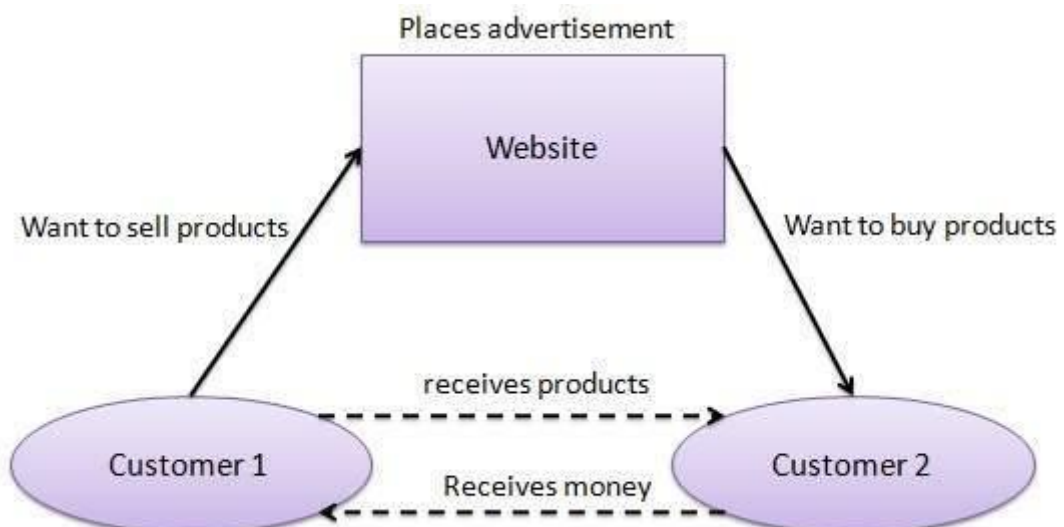 Places advertisement
Website
Want to sell products
Want to buy products
receives products
Customer 1
Customer 2
Receives money